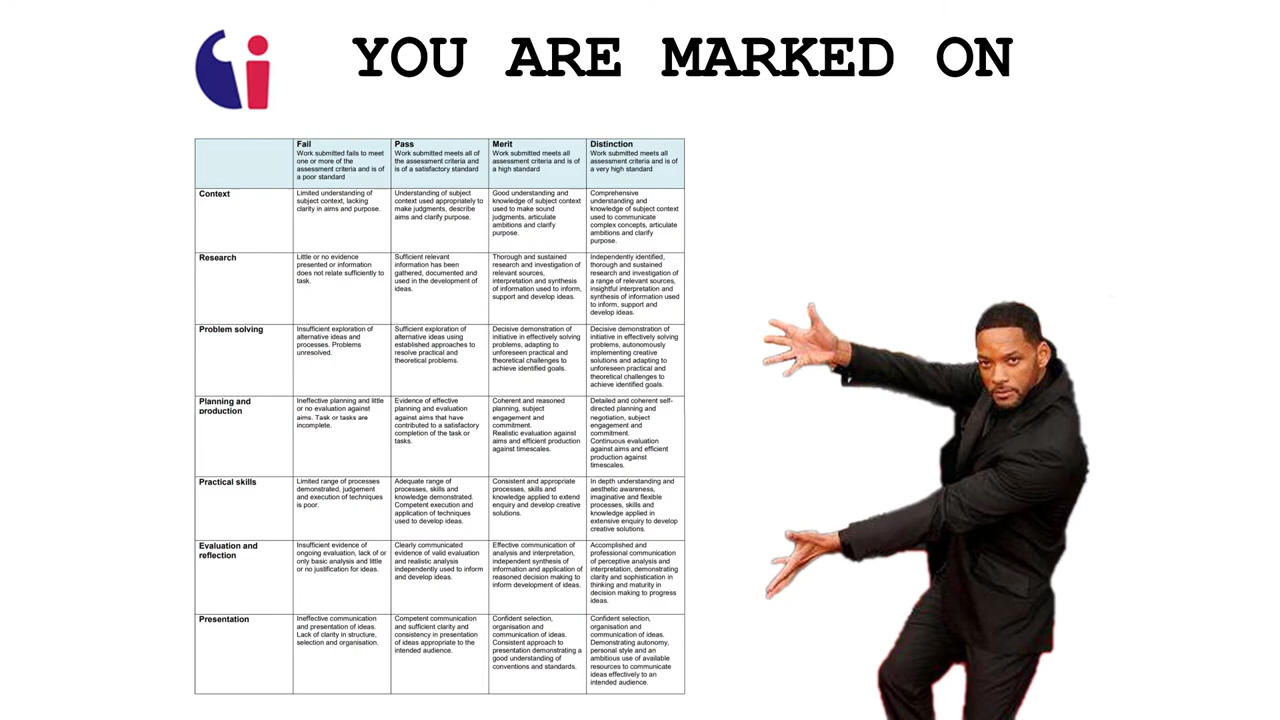 YOU ARE MARKED ON
Fail
Work submitted fails to meet
one or more of the
assessment criteria and is of
a poor standard
Pass
Work submitted meets all of
the assessment criteria and
is of a satisfactory standard
Merit
Work submitted meets all
assessment criteria and is of
a high standard
Distinction
Work submitted meets all
assessment criteria and is of
a very high standard
Context
Limited understanding of
subject context, lacking
clarity in aims and purpose.
Understanding of subject
context used appropriately to
make judgments, describe
aims and clarify purpose.
Good understanding and
knowledge of subject context
used to make sound
judgments, articulate
ambitions and clarify
purpose.
Comprehensive
understanding and
knowledge of subject context
used to communicate
complex concepts, articulate
ambitions and clarify
purpose.
Research
Little or no evidence
presented or information
does not relate sufficiently to
task.
Sufficient relevant
information has been
gathered, documented and
used in the development of
ideas.
Thorough and sustained
research and investigation of
relevant sources,
interpretation and synthesis
of information used to inform,
support and develop ideas.
Independently identified,
thorough and sustained
research and investigation of
a range of relevant sources,
insightful interpretation and
synthesis of information used
to inform, support and
develop ideas.
Problem solving
Insufficient exploration of
alternative ideas and
processes. Problems
unresolved.
Sufficient exploration of
alternative ideas using
established approaches to
resolve practical and
theoretical problems.
Decisive demonstration of
initiative in effectively solving
problems, adapting to
unforeseen practical and
theoretical challenges to
achieve identified goals.
Decisive demonstration of
initiative in effectively solving
problems, autonomously
implementing creative
solutions and adapting to
unforeseen practical and
theoretical challenges to
achieve identified goals.
Planning and
production
Ineffective planning and little
or no evaluation against
aims. Task or tasks are
incomplete.
Evidence of effective
planning and evaluation
against aims that have
contributed to a satisfactory
completion of the task or
tasks.
Coherent and reasoned
planning, subject
engagement and
commitment.
Realistic evaluation against
aims and efficient production
against timescales.
Detailed and coherent self-
directed planning and
negotiation, subject
engagement and
commitment.
Continuous evaluation
against aims and efficient
production against
timescales.
Practical skills
Limited range of processes
demonstrated, judgement
and execution of techniques
is poor.
Adequate range of
processes, skills and
knowledge demonstrated.
Competent execution and
application of techniques
used to develop ideas.
Consistent and appropriate
processes, skills and
knowledge applied to extend
enquiry and develop creative
solutions.
In depth understanding and
aesthetic awareness,
imaginative and flexible
processes, skills and
knowledge applied in
extensive enquiry to develop
creative solutions.
Evaluation and
reflection
Insufficient evidence of
ongoing evaluation, lack of or
only basic analysis and little
or no justification for ideas.
Clearly communicated
evidence of valid evaluation
and realistic analysis
independently used to inform
and develop ideas.
Effective communication of
analysis and interpretation,
independent synthesis of
information and application of
reasoned decision making to
inform development of ideas.
Accomplished and
professional communication
of perceptive analysis and
interpretation, demonstrating
clarity and sophistication in
thinking and maturity in
decision making to progress
ideas.
Presentation
Ineffective communication
and presentation of ideas.
Lack of clarity in structure,
selection and organisation.
Competent communication
and sufficient clarity and
consistency in presentation
of ideas appropriate to the
intended audience.
Confident selection,
organisation and
communication of ideas.
Consistent approach to
presentation demonstrating a
good understanding of
conventions and standards.
Confident selection,
organisation and
communication of ideas.
Demonstrating autonomy,
personal style and an
ambitious use of available
resources to communicate
ideas effectively to an
intended audience.